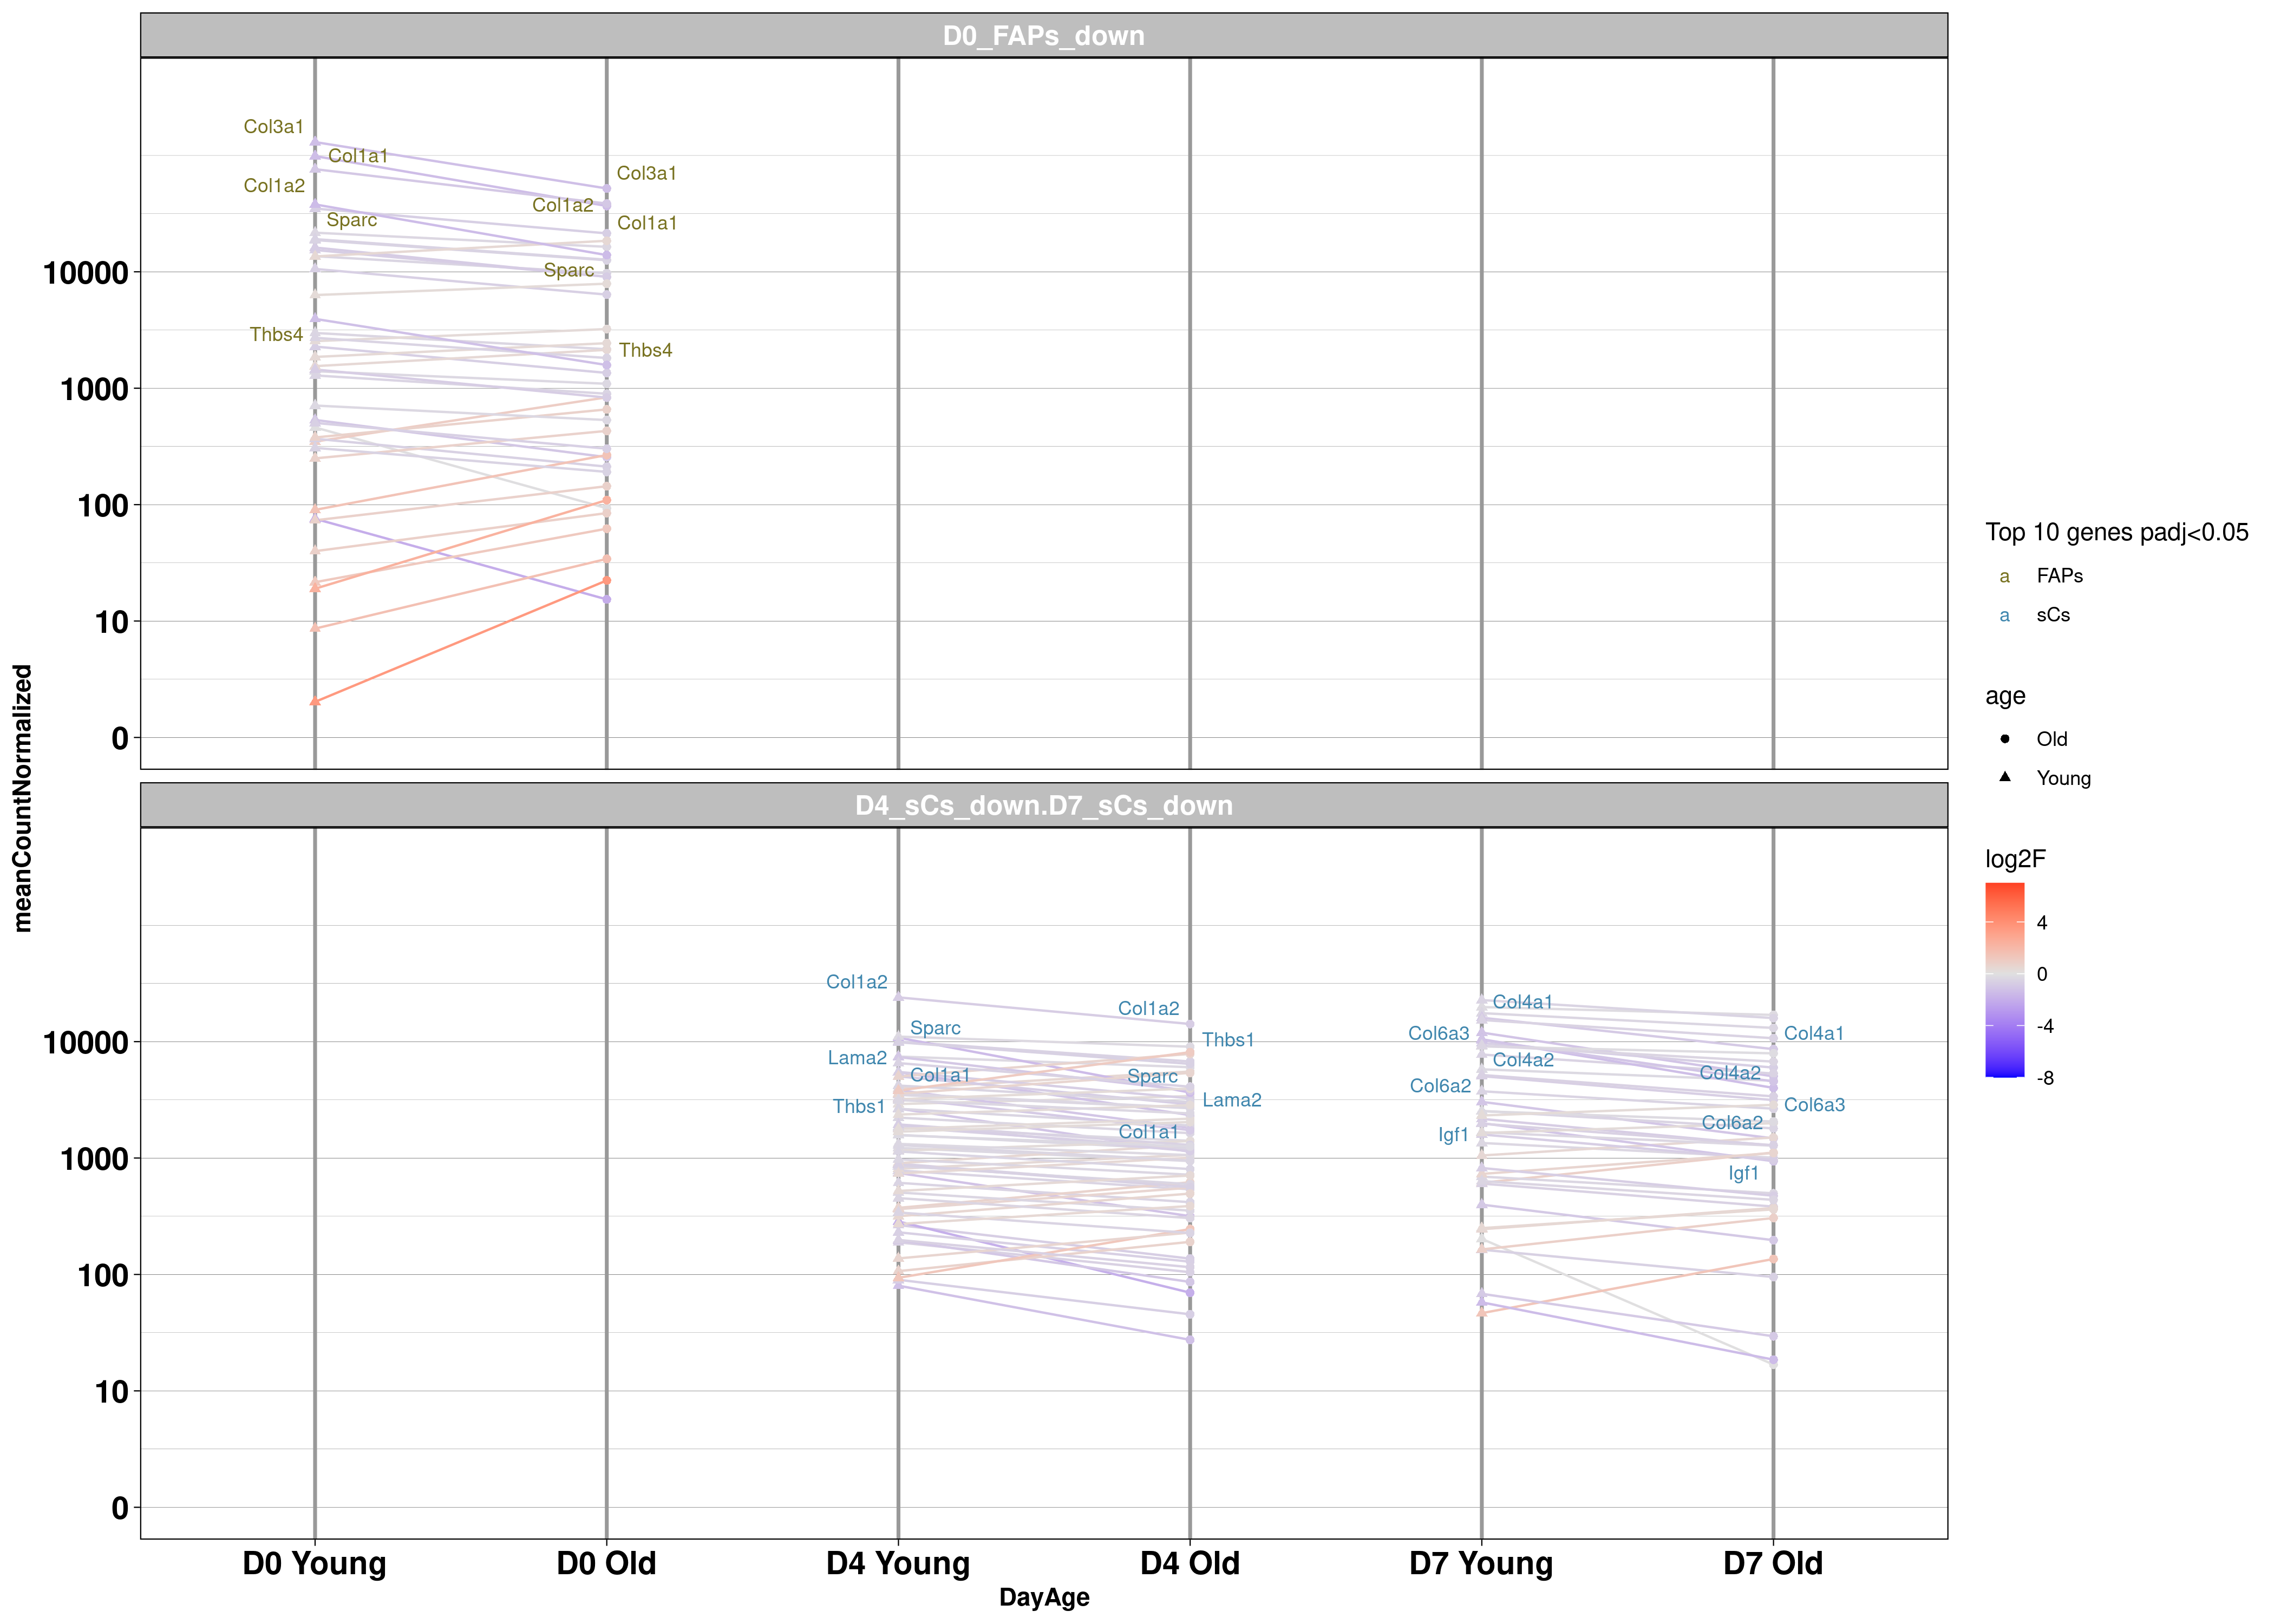 D0_FAPs_down
Col3a1
Col1a1
Col1a2
Sparc
Thbs4
Col3a1
Col1a2
Col1a1
Sparc
Thbs4
10000
1000
100
10
0
meanCountNormalized
D4_sCs_down.D7_sCs_down
Col1a2
Sparc
Lama2
Col1a1
Thbs1
Col1a2
Thbs1
Sparc
Lama2
Col1a1
Col4a1
Col6a3
Col4a2
Col6a2
Igf1
Col4a1
Col4a2
Col6a3
Col6a2
Igf1
10000
1000
100
10
0
D0 Young D0 Old D4 Young D4 Old D7 Young D7 Old
DayAge
Top 10 genes padj<0.05
a FAPs
a sCs
age
Old
Young
log2F
4
0
-4
-8